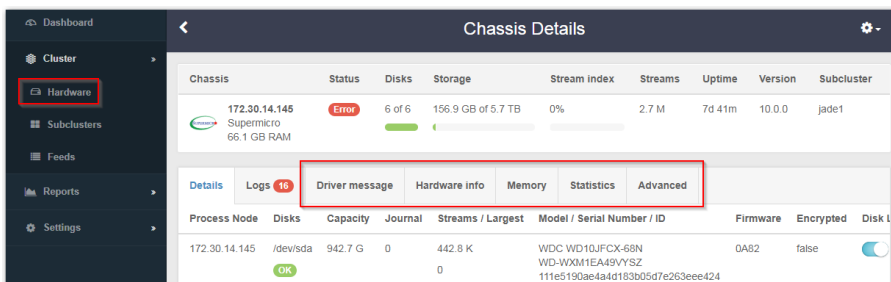 Dashboard
Chassis Details
Cluster
Hardware
Subclusters
Feeds
Reports
Settings
Chassis Status Disks Storage Stream index Streams Uptime Version Subcluster
172.30.14.145 Error 6 of 6 156.9 GB of 5.7 TB 0% 2.7 M 7d 41m 10.0.0 jade1
Supermicro
66.1 GB RAM
Details Logs 16 Driver message Hardware info Memory Statistics Advanced
Process Node Disks Capacity Journal Streams / Largest Model / Serial Number / ID Firmware Encrypted Disk L
172.30.14.145 /dev/sda 942.7 G 0 442.8 K WDC WD10JFCX-68N 0A82 false
WD-WXM1EA49VYSZ
OK 0 111e5190ae4a4d183b05d7e263eee424